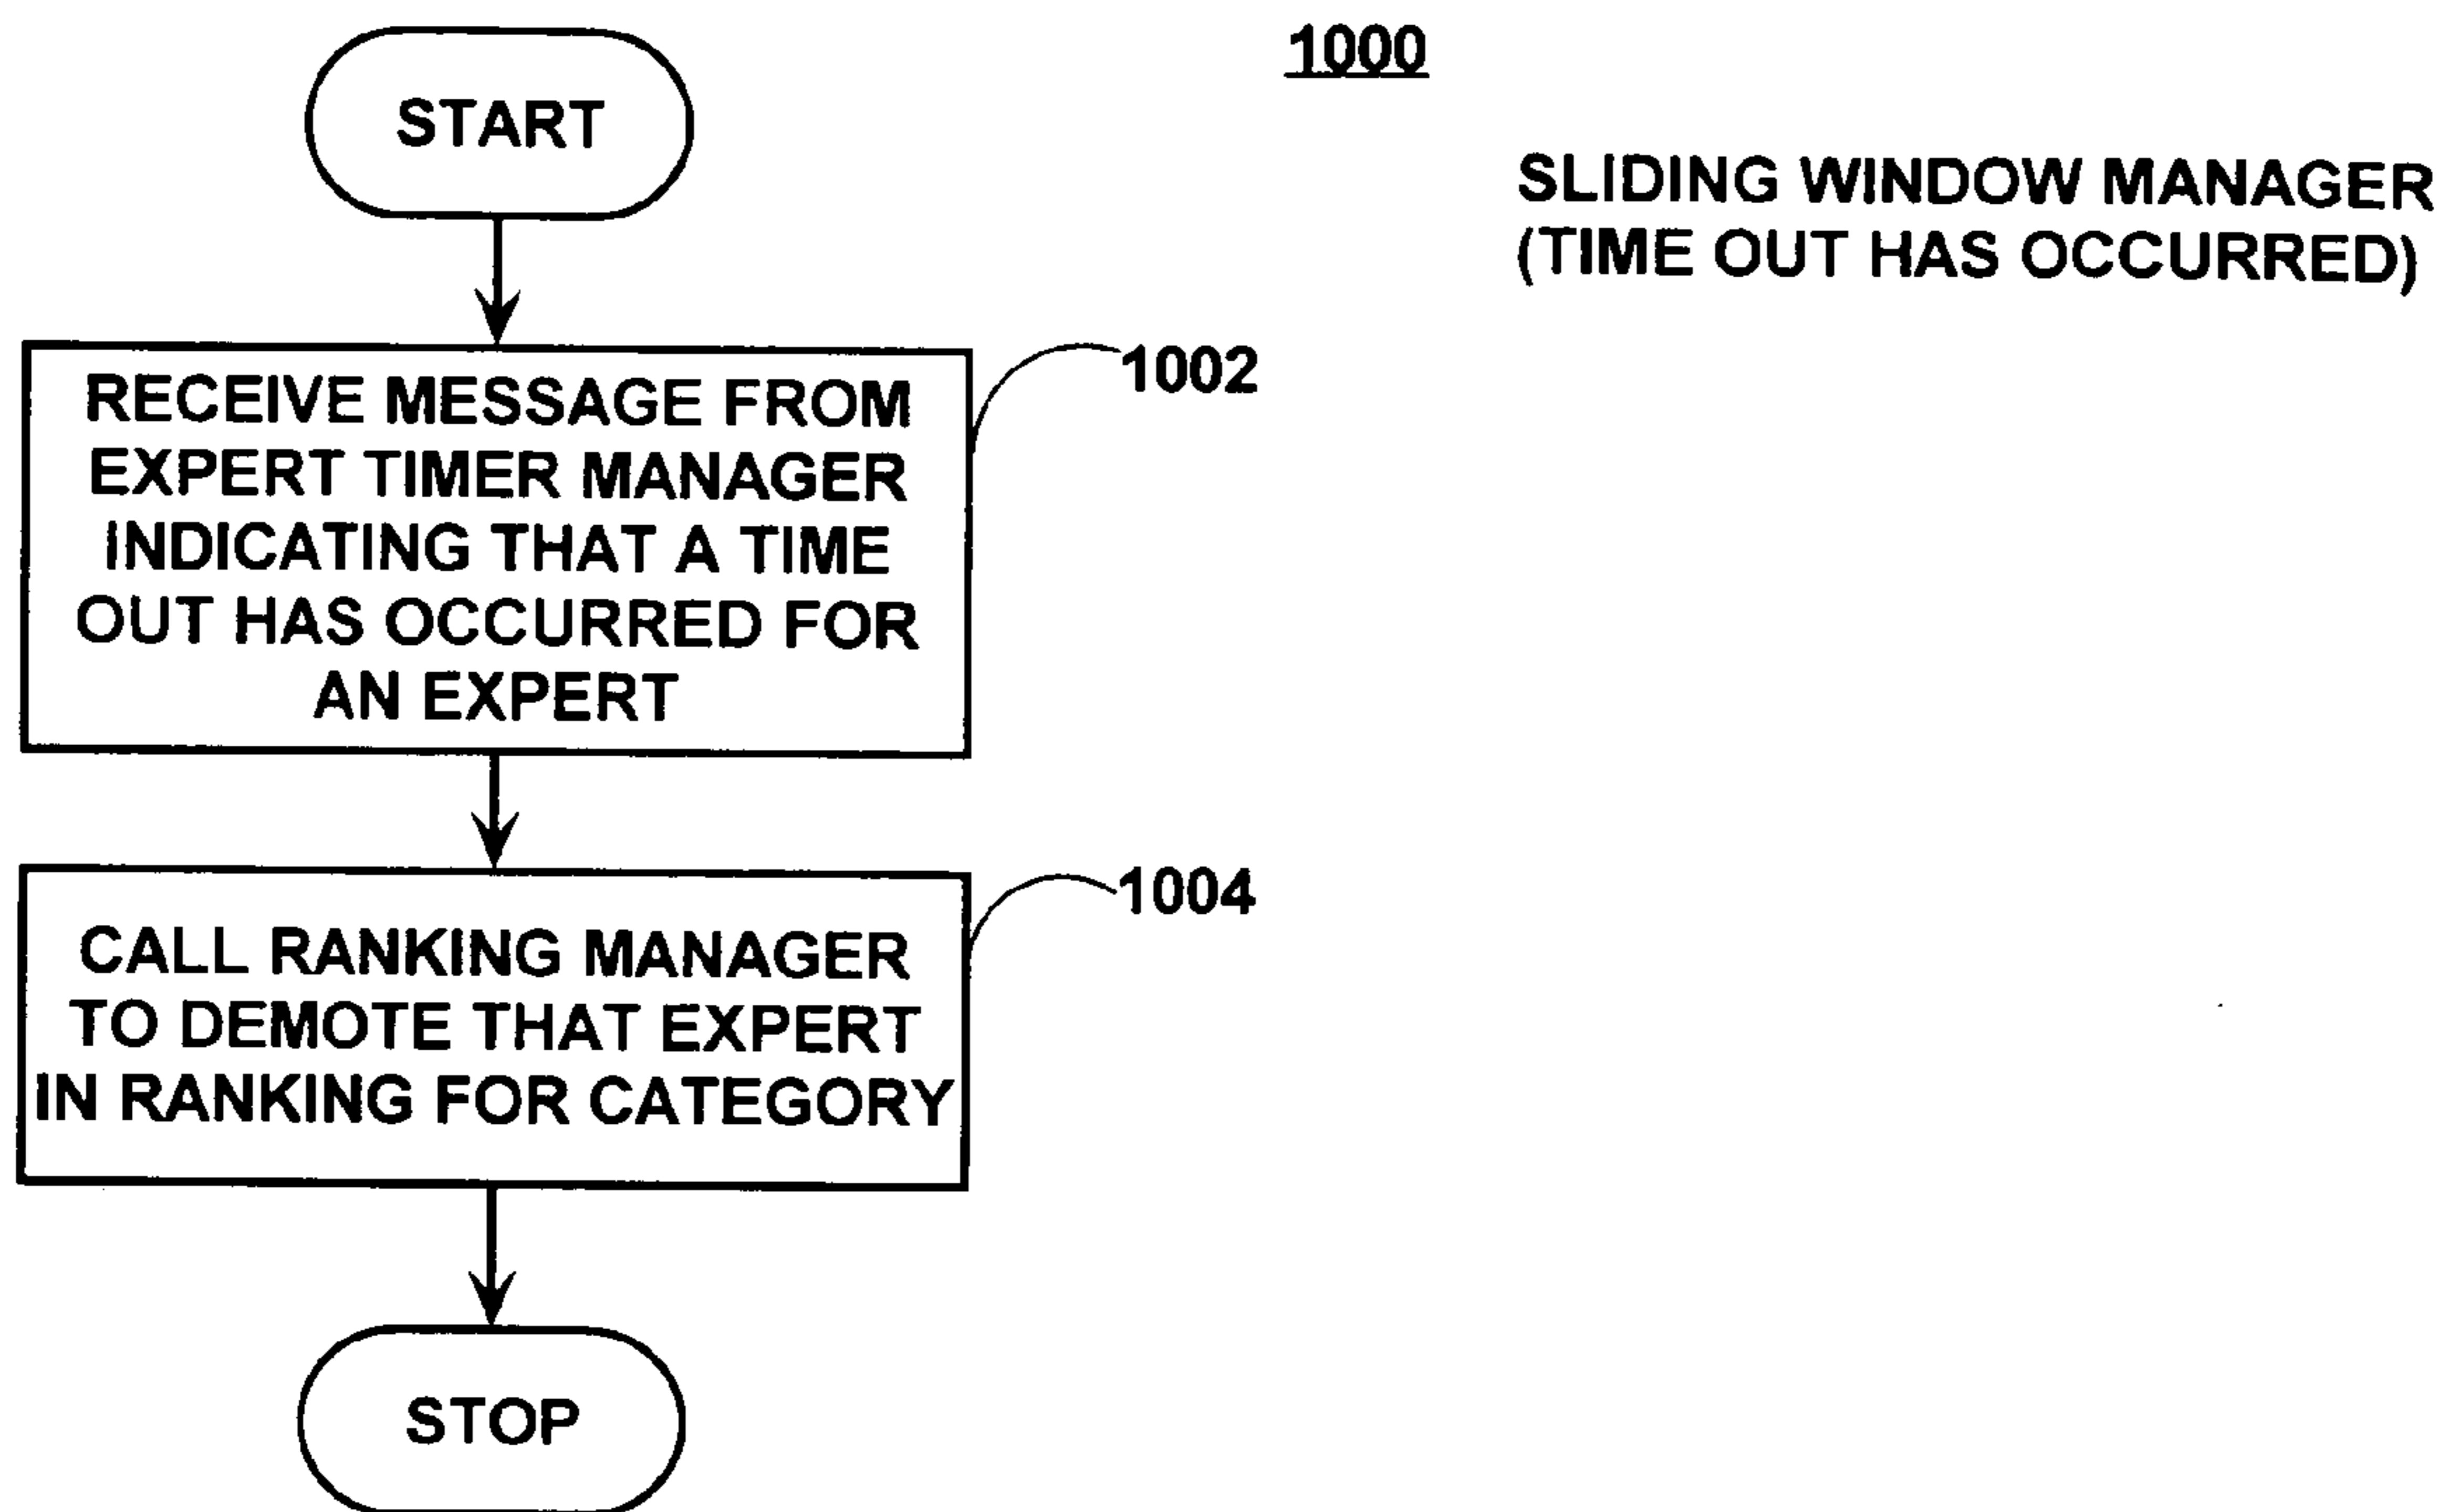 START
1000
SLIDING WINDOW MANAGER
(TIME OUT HAS OCCURRED)
RECEIVE MESSAGE FROM
EXPERT TIMER MANAGER
INDICATING THAT A TIME
OUT HAS OCCURRED FOR
AN EXPERT
1002
CALL RANKING MANAGER
TO DEMOTE THAT EXPERT
IN RANKING FOR CATEGORY
1004
STOP